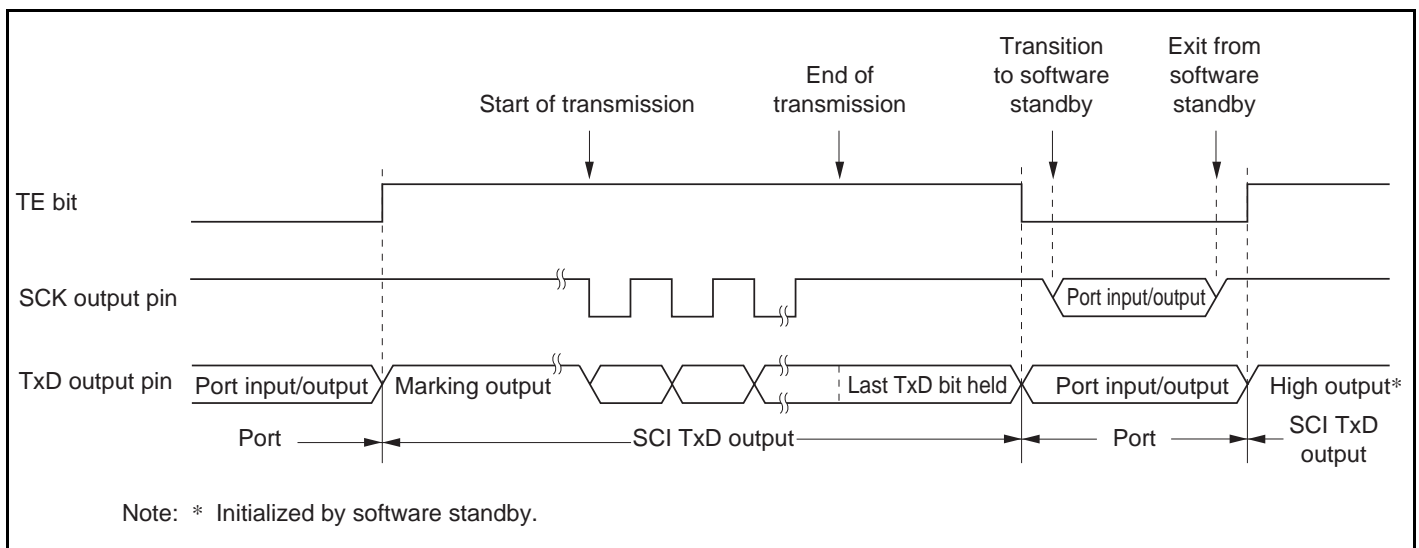 Transition
to software
standby
Exit from
software
standby
End of
transmission
Start of transmission
TE bit
SCK output pin
Port input/output
TxD output pin
Port input/output
Marking output
Last TxD bit held
Port input/output
High output*
Port
SCI TxD output
Port
SCI TxD
output
Note: * Initialized by software standby.